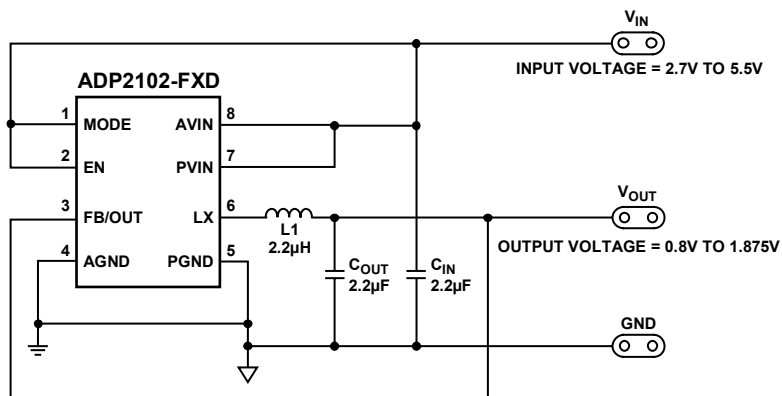 V_IN
INPUT VOLTAGE = 2.7V TO 5.5V
ADP2102-FXD
1 MODE AVIN 8
2 EN PVIN 7
3 FB/OUT LX 6
4 AGND PGND 5
L1
2.2µH
C_OUT
2.2µF
C_IN
2.2µF
V_OUT
OUTPUT VOLTAGE = 0.8V TO 1.875V
GND